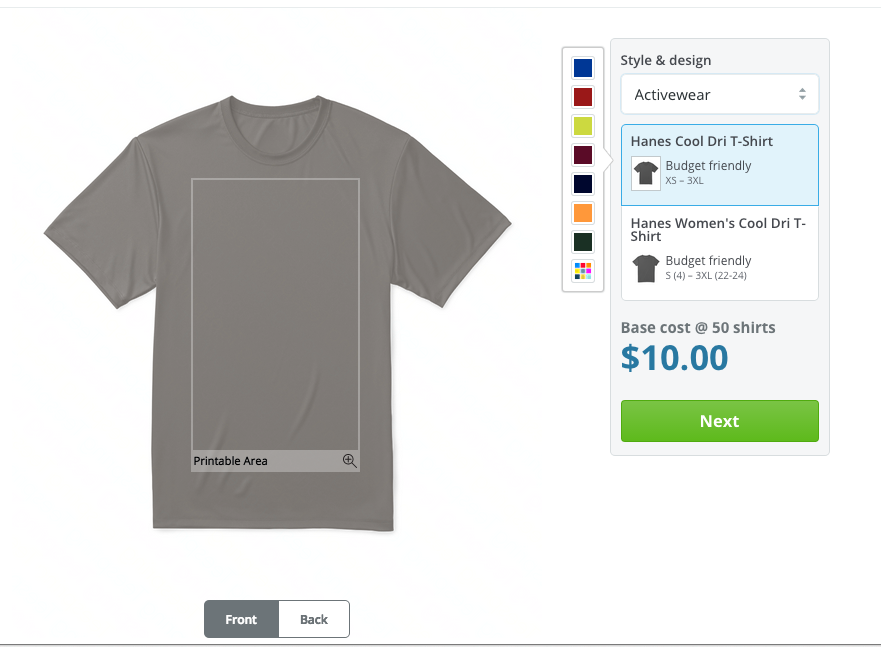 Style & design
Activewear
Hanes Cool Dri T-Shirt
Budget friendly
XS – 3XL
Hanes Women's Cool Dri T-
Shirt
Budget friendly
S (4) – 3XL (22-24)
Base cost @ 50 shirts
$10.00
Next
Printable Area
Front
Back